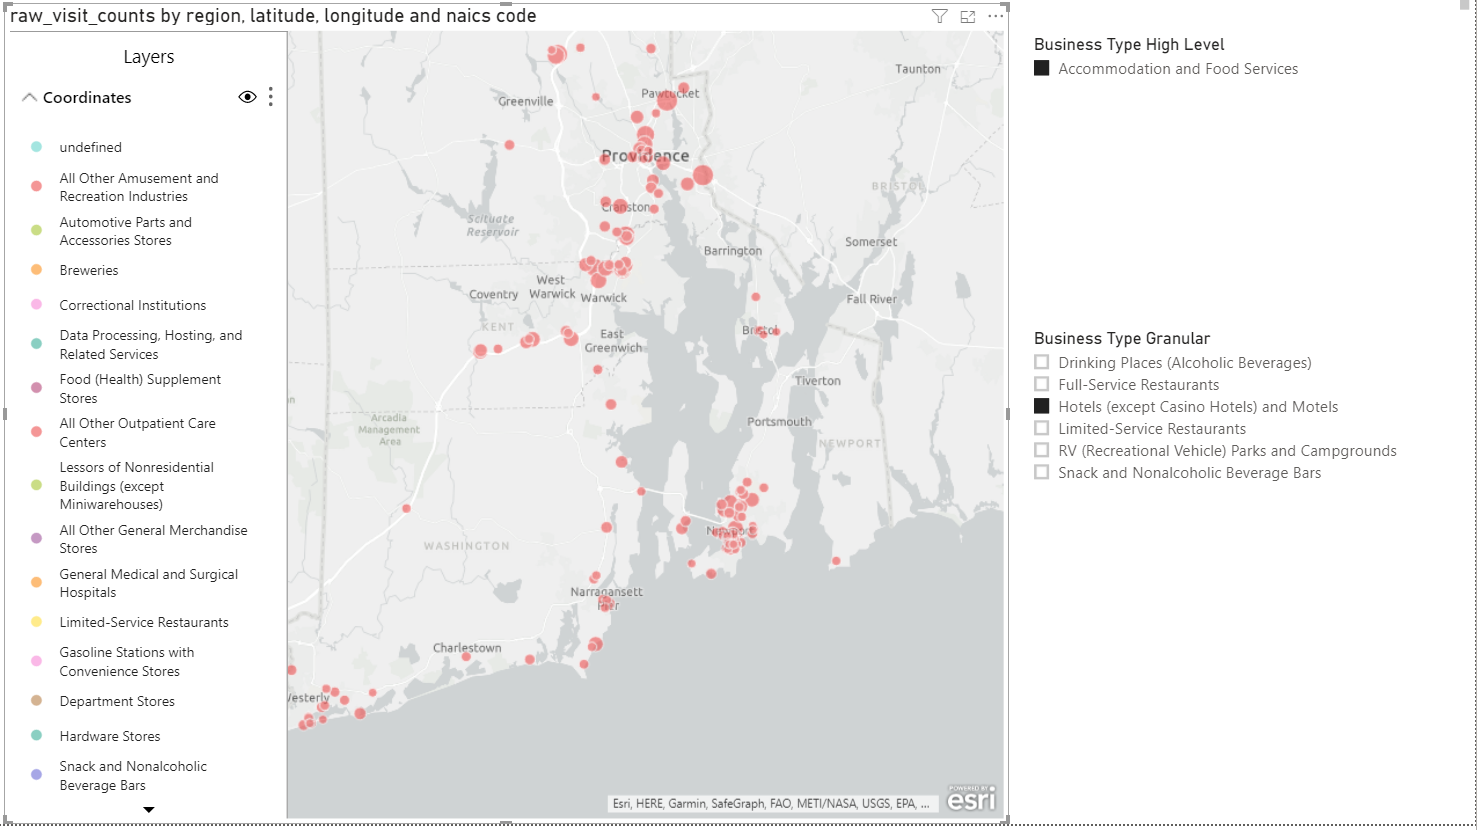 raw_visit_counts by region, latitude, longitude and naics code
Layers
Coordinates
undefined
All Other Amusement and
Recreation Industries
Automotive Parts and
Accessories Stores
Breweries
Correctional Institutions
Data Processing, Hosting, and
Related Services
Food (Health) Supplement
Stores
All Other Outpatient Care
Centers
Lessors of Nonresidential
Buildings (except
Miniwarehouses)
All Other General Merchandise
Stores
General Medical and Surgical
Hospitals
Limited-Service Restaurants
Gasoline Stations with
Convenience Stores
Department Stores
Hardware Stores
Snack and Nonalcoholic
Beverage Bars
Taunton
Greenville
Pawtucket
Providence
BRISTOL
Cranston
Scituate
Reservoir
Somerset
Barrington
West
Warwick
Coventry
Warwick
Fall River
KENT
Bristol
East
Greenwich
Tiverton
Arcadia
Management
Area
Portsmouth
NEWPORT
Newport
WASHINGTON
Narragansett
Pier
Charlestown
Westerly
Esri, HERE, Garmin, SafeGraph, FAO, METI/NASA, USGS, EPA, ...
POWERED BY
esri
Business Type High Level
Accommodation and Food Services
Business Type Granular
Drinking Places (Alcoholic Beverages)
Full-Service Restaurants
Hotels (except Casino Hotels) and Motels
Limited-Service Restaurants
RV (Recreational Vehicle) Parks and Campgrounds
Snack and Nonalcoholic Beverage Bars